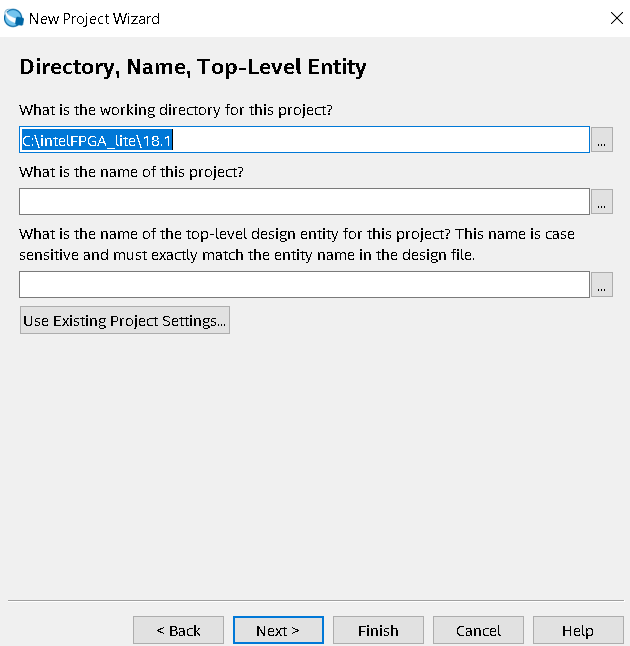 New Project Wizard
Directory, Name, Top-Level Entity
What is the working directory for this project?
C:\intelFPGA_lite\18.1
...
What is the name of this project?
...
What is the name of the top-level design entity for this project? This name is case
sensitive and must exactly match the entity name in the design file.
...
Use Existing Project Settings...
< Back
Next >
Finish
Cancel
Help